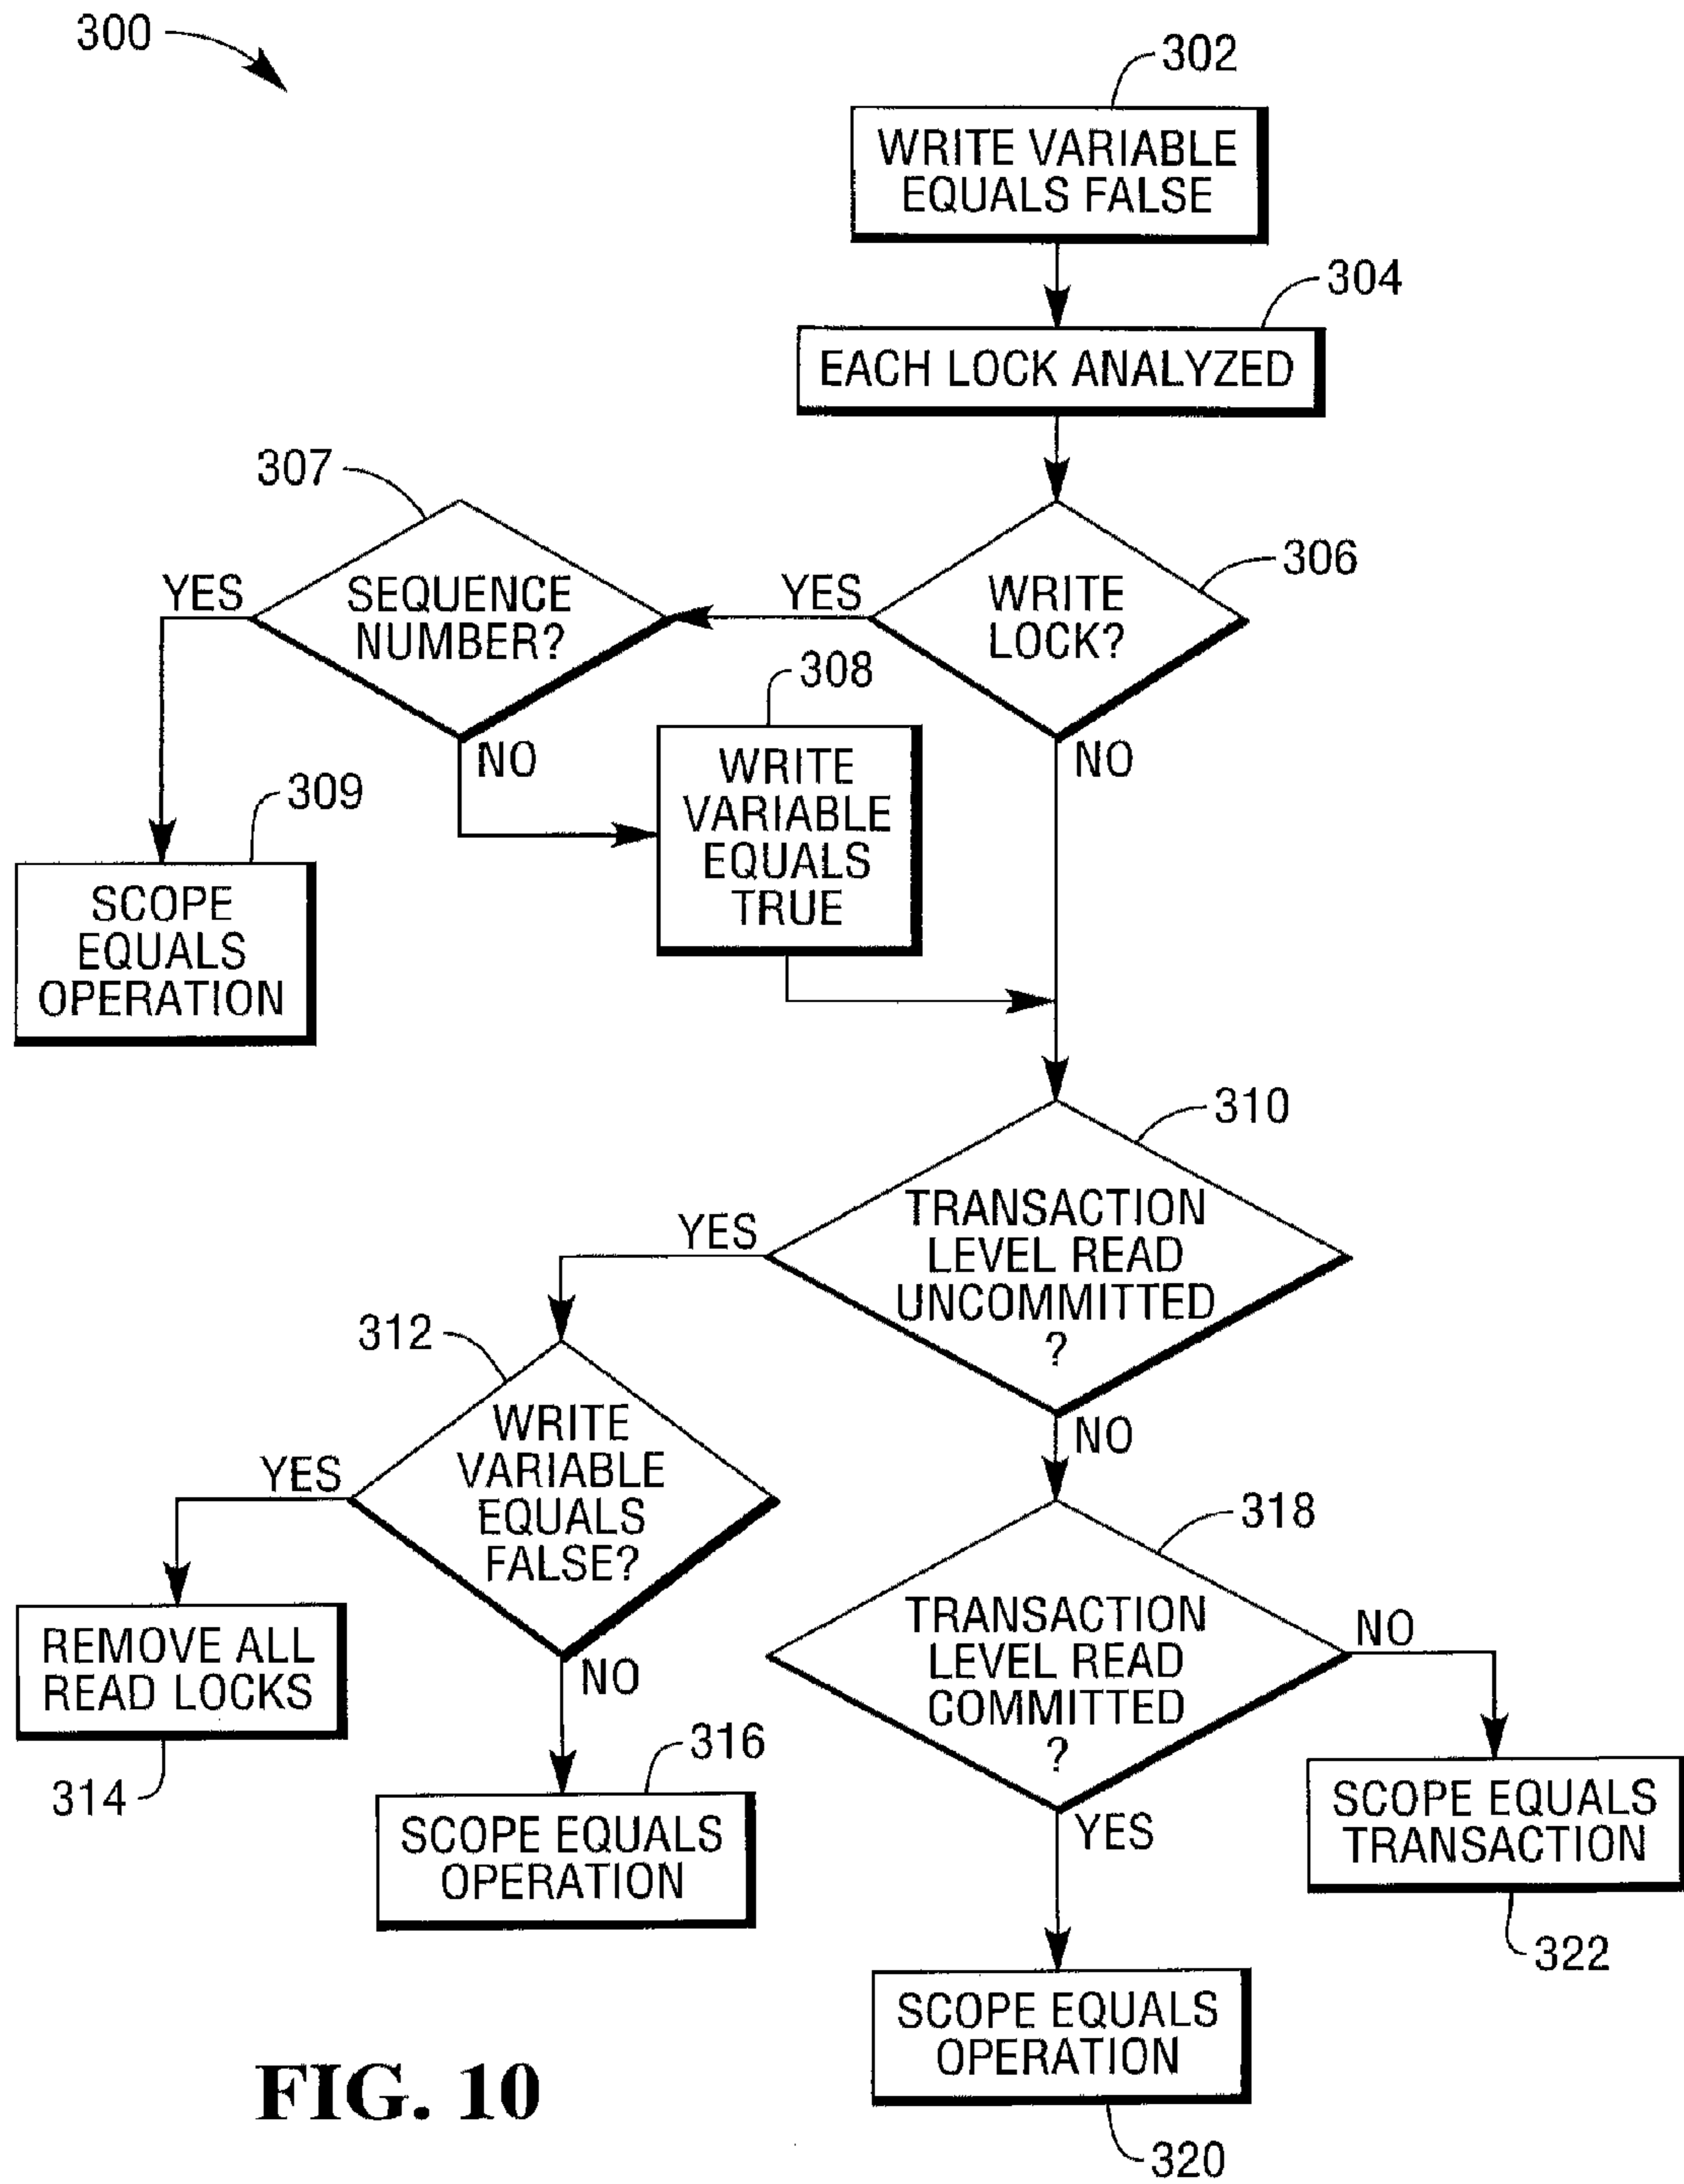 300
302
WRITE VARIABLE
EQUALS FALSE
304
EACH LOCK ANALYZED
307
306
YES
SEQUENCE
NUMBER?
YES
WRITE
LOCK?
308
NO
NO
309
WRITE
VARIABLE
EQUALS
TRUE
SCOPE
EQUALS
OPERATION
310
YES
TRANSACTION
LEVEL READ
UNCOMMITTED
?
312
NO
WRITE
VARIABLE
EQUALS
FALSE?
YES
318
TRANSACTION
LEVEL READ
COMMITTED
?
NO
REMOVE ALL
READ LOCKS
NO
314
316
SCOPE EQUALS
OPERATION
YES
SCOPE EQUALS
TRANSACTION
322
SCOPE EQUALS
OPERATION
320
FIG. 10